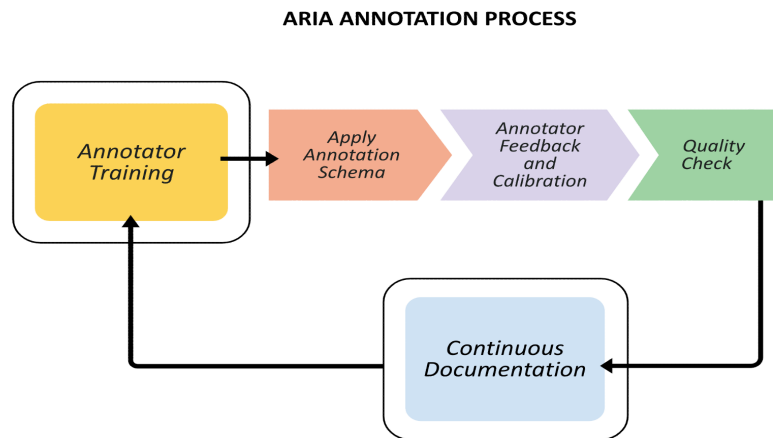 ARIA ANNOTATION PROCESS
Annotator
Training
Apply
Annotation
Schema
Annotator
Feedback
and
Calibration
Quality
Check
Continuous
Documentation